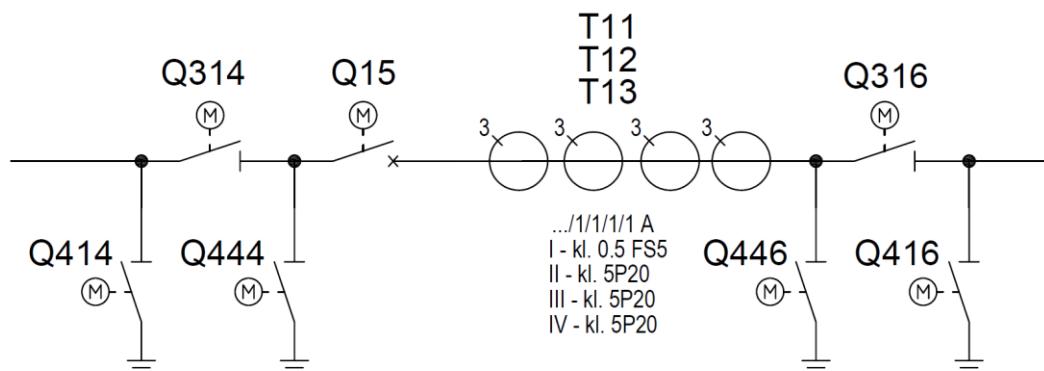 T11
T12
T13
Q314
Q15
Q316
M
M
M
3
3
3
3
.../1/1/1/1 A
I - kl. 0.5 FS5
II - kl. 5P20
III - kl. 5P20
IV - kl. 5P20
Q414
Q444
Q446
Q416
M
M
M
M